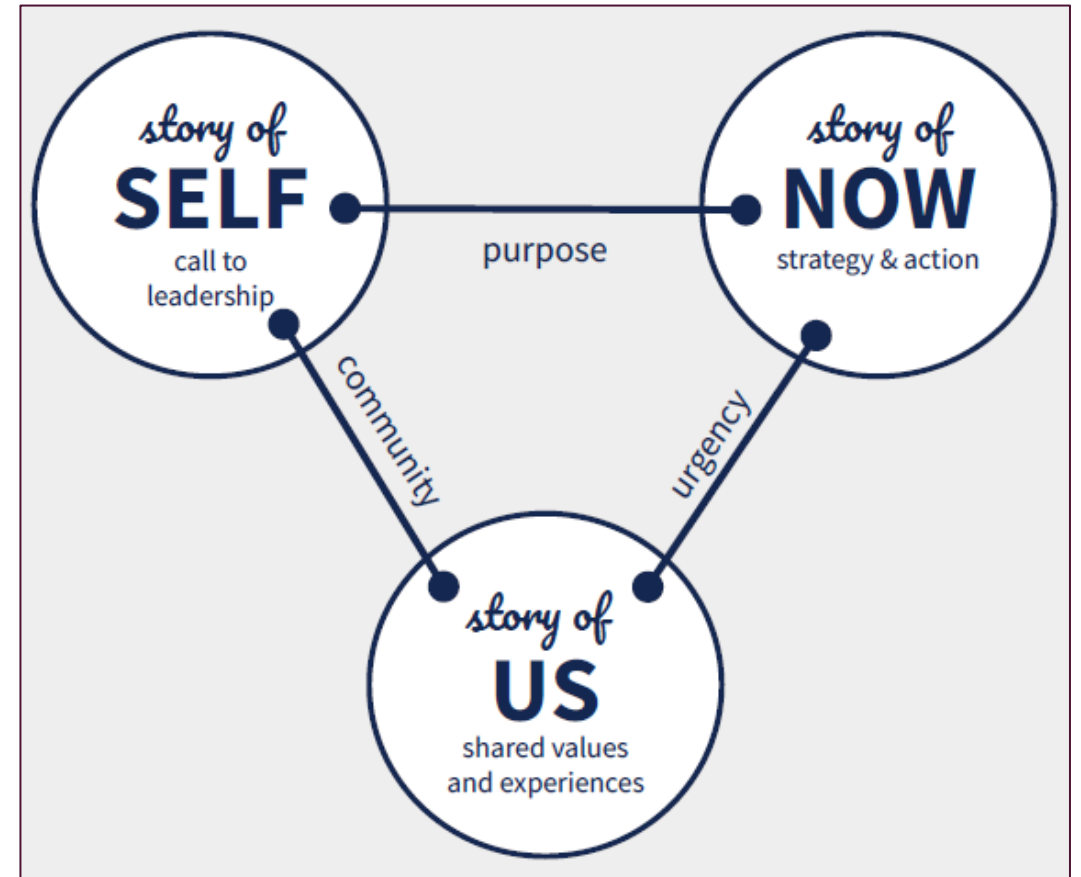 story of
SELF
call to
leadership
purpose
story of
NOW
strategy & action
community
urgency
story of
US
shared values
and experiences